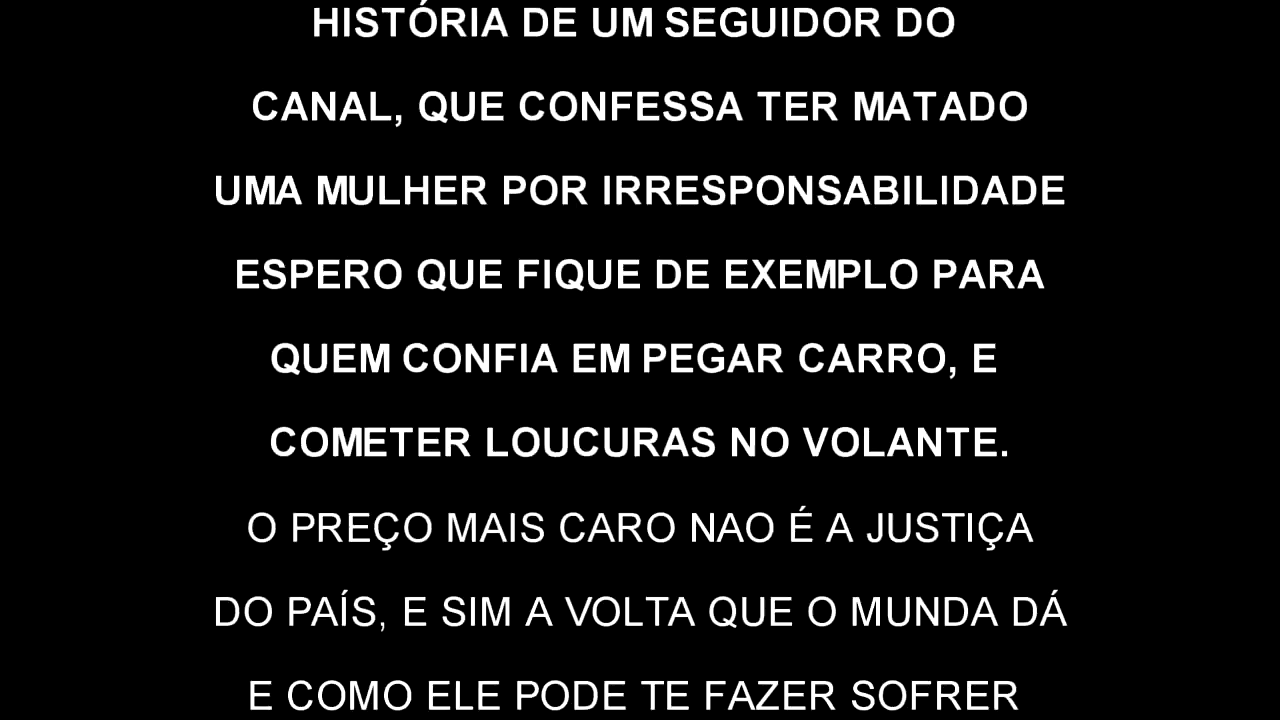 HISTÓRIA DE UM SEGUIDOR DO
CANAL, QUE CONFESSA TER MATADO
UMA MULHER POR IRRESPONSABILIDADE
ESPERO QUE FIQUE DE EXEMPLO PARA
QUEM CONFIA EM PEGAR CARRO, E
COMETER LOUCURAS NO VOLANTE.
O PREÇO MAIS CARO NAO É A JUSTIÇA
DO PAÍS, E SIM A VOLTA QUE O MUNDA DÁ
E COMO ELE PODE TE FAZER SOFRER